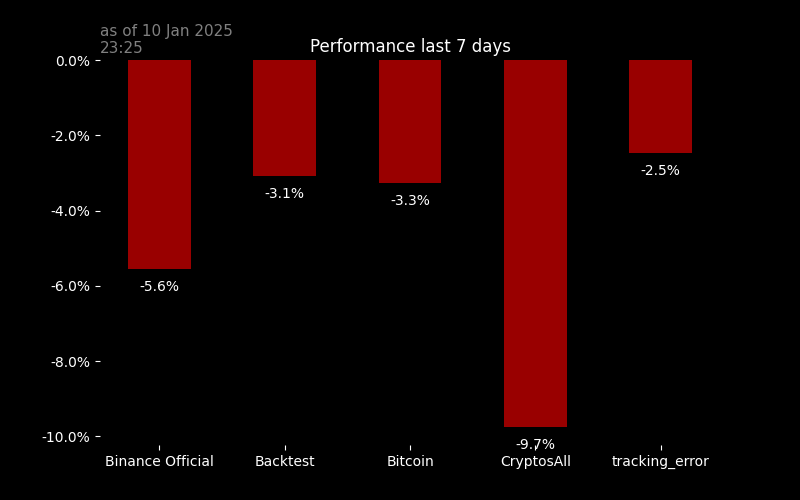 as of 10 Jan 2025
23:25
Performance last 7 days
0.0%
-2.0%
-4.0%
-6.0%
-8.0%
-10.0%
-5.6%
-3.1%
-3.3%
-9.7%
-2.5%
Binance Official
Backtest
Bitcoin
CryptosAll
tracking_error